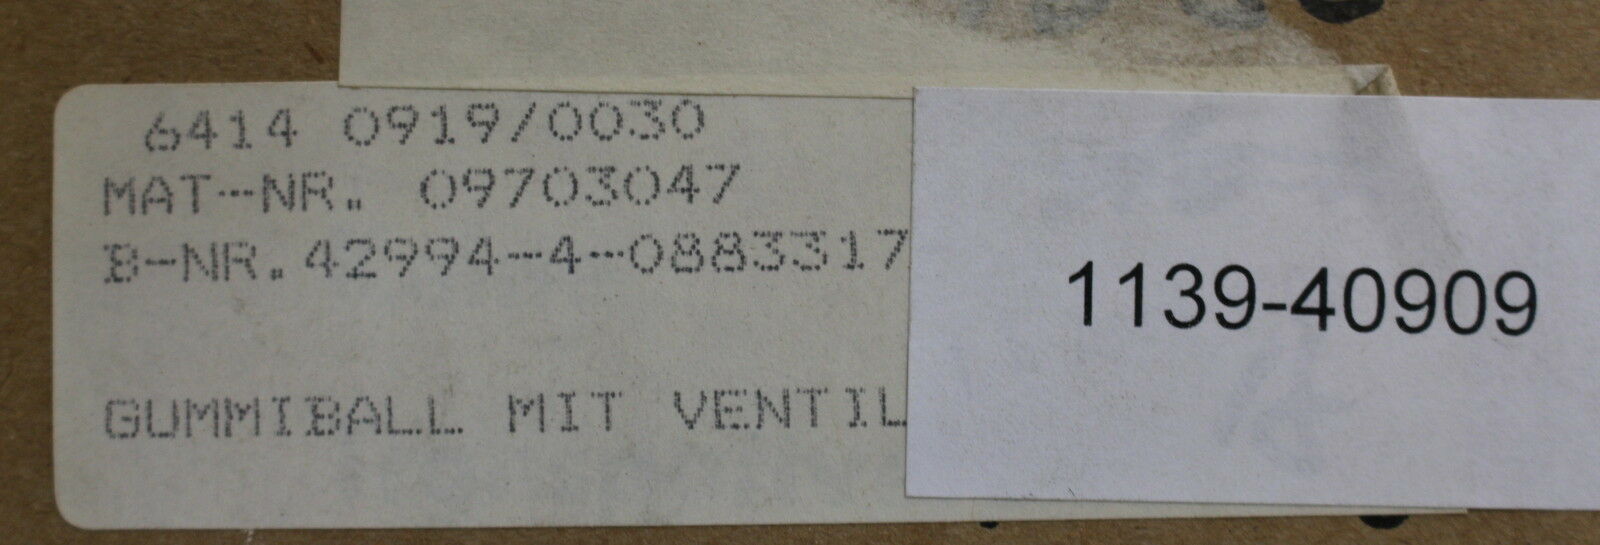 6414 0919/0030
MAT-NR. 09703047
B-NR. 42994-4-0883317
1139-40909
GUMMIBALL MIT VENTIL